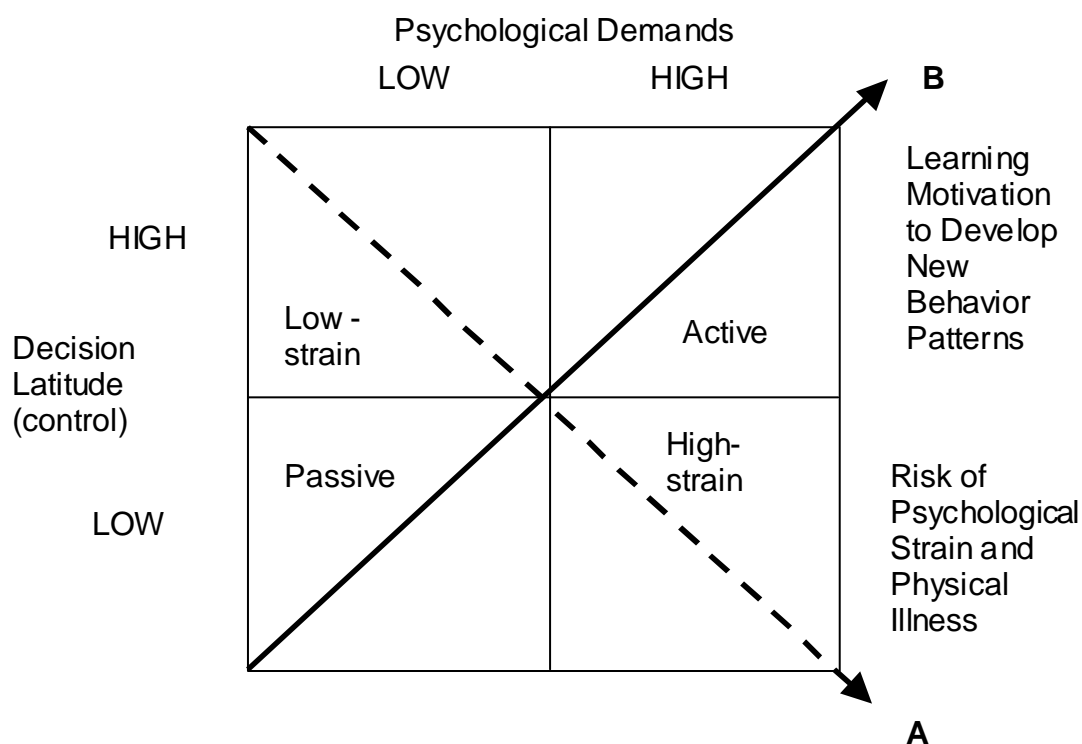 Psychological Demands
LOW
HIGH
B
Learning
Motivation
to Develop
New
Behavior
Patterns
HIGH
Low -
strain
Active
Decision
Latitude
(control)
Passive
High-
strain
LOW
Risk of
Psychological
Strain and
Physical
Illness
A